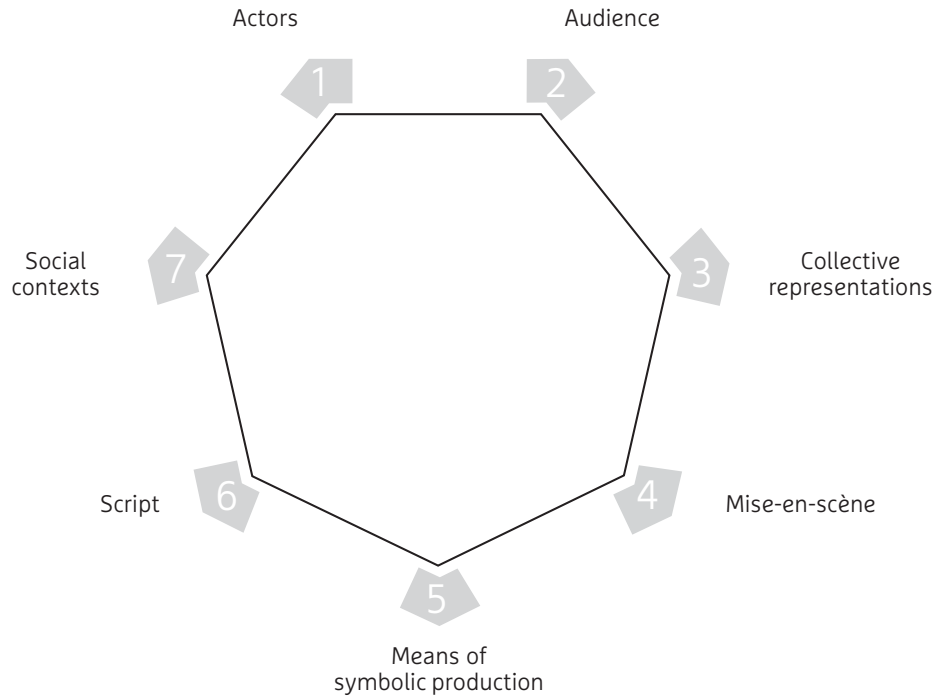 Actors
Audience
1
2
Social
contexts
7
3
Collective
representations
Script
6
4
Mise-en-scène
5
Means of
symbolic production